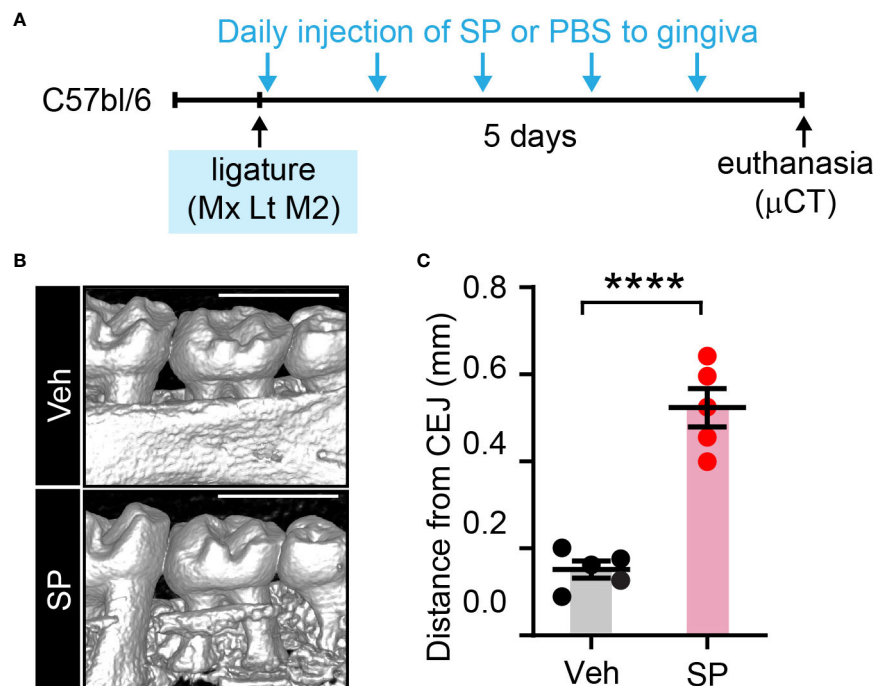 A
Daily injection of SP or PBS to gingiva
C57bl/6
5 days
ligature
(Mx Lt M2)
euthanasia
(μCT)
B
Veh
SP
C
Distance from CEJ (mm)
0.8
0.6
0.4
0.2
0.0
****
Veh
SP